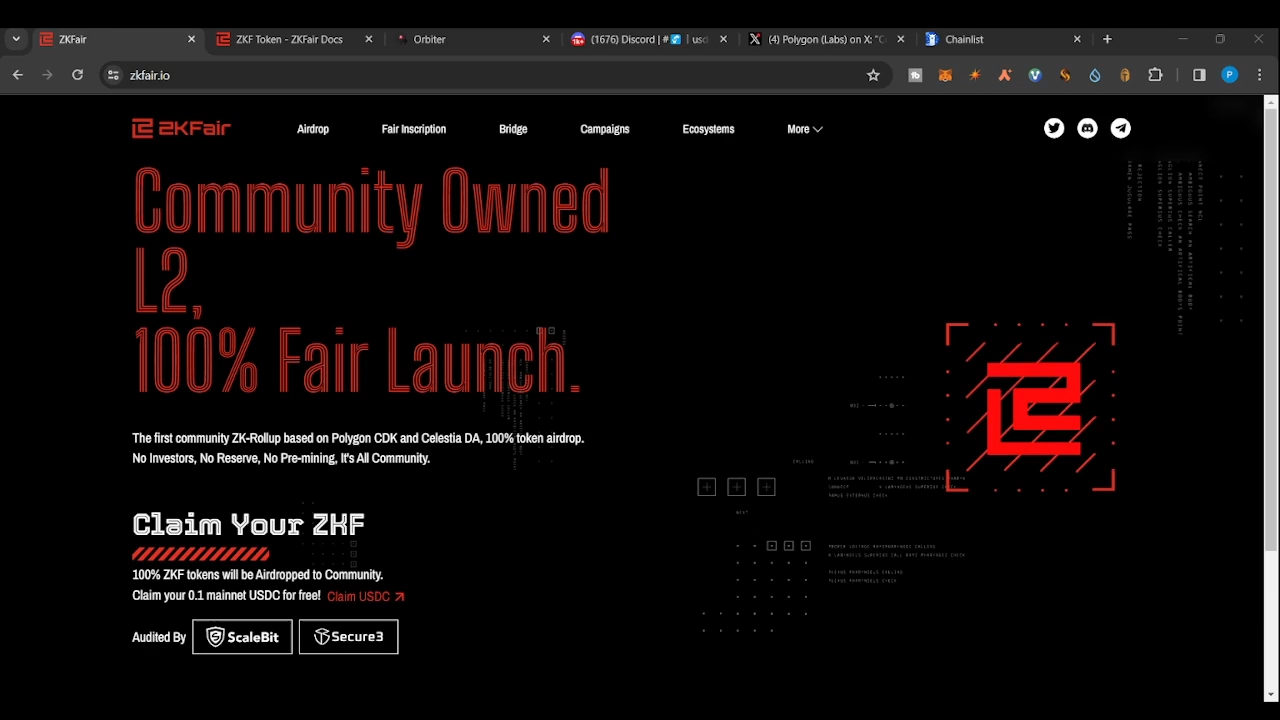 ZKFair
ZKF Token - ZKFair Docs
Orbiter
(1676) Discord | # | usd
(4) Polygon (Labs) on X: "C
Chainlist
zkfair.io
ZKFair
Airdrop
Fair Inscription
Bridge
Campaigns
Ecosystems
More
Community Owned
L2,
100% Fair Launch.
The first community ZK-Rollup based on Polygon CDK and Celestia DA, 100% token airdrop.
No Investors, No Reserve, No Pre-mining, It's All Community.
CALLING
Claim Your ZKF
100% ZKF tokens will be Airdropped to Community.
Claim your 0.1 mainnet USDC for free! Claim USDC
Audited By
ScaleBit
Secure3